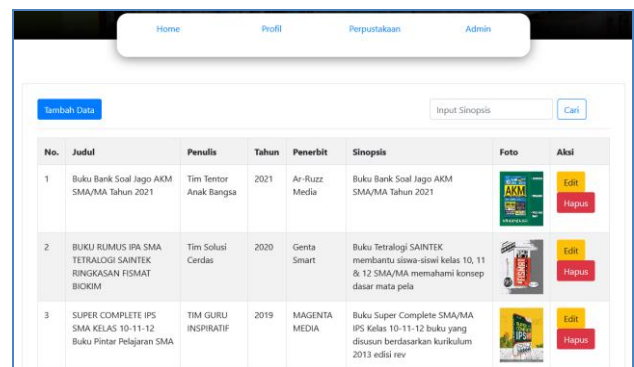 Home Profil Perpustakaan Admin
Tambah Data Input Sinopsis Cari
No. Judul Penulis Tahun Penerbit Sinopsis Foto Aksi
1 Buku Bank Soal Jago AKM Tim Tentor 2021 Ar-Ruzz Buku Bank Soal Jago AKM Edit
SMA/MA Tahun 2021 Anak Bangsa Media SMA/MA Tahun 2021 AKM Hapus
2 BUKU RUMUS IPA SMA Tim Solusi 2020 Genta Buku Tetralogi SAINTEK Edit
TETRALOGI SAINTEK Cerdas Smart membantu siswa-siswi kelas 10, 11
RINGKASAN FISMAT & 12 SMA/MA memahami konsep Hapus
BIOKIM dasar mata pela
3 SUPER COMPLETE IPS TIM GURU 2019 MAGENTA Buku Super Complete SMA/MA Edit
SMA KELAS 10-11-12 INSPIRATIF MEDIA IPS Kelas 10-11-12 buku yang
Buku Pintar Pelajaran SMA disusun berdasarkan kurikulum Hapus
2013 edisi rev